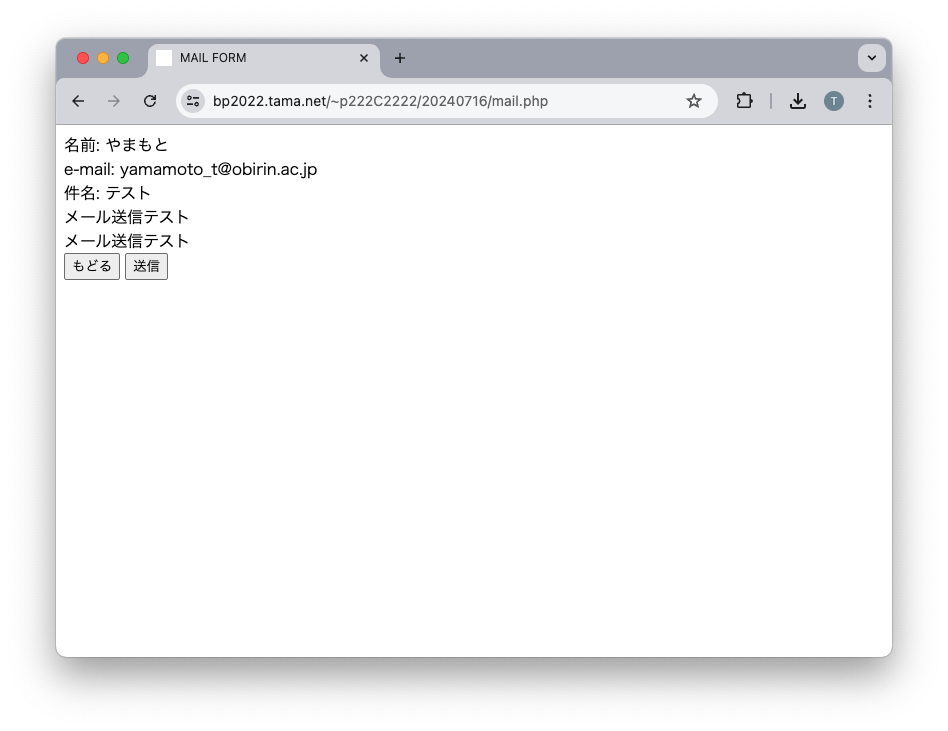 MAIL FORM
bp2022.tama.net/~p222C2222/20240716/mail.php
T
名前: やまもと
e-mail: yamamoto_t@obirin.ac.jp
件名: テスト
メール送信テスト
メール送信テスト
もどる 送信